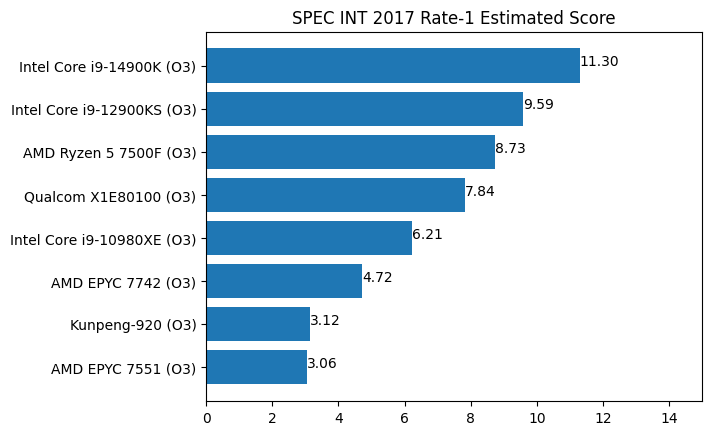 SPEC INT 2017 Rate-1 Estimated Score
Intel Core i9-14900K (O3) 11.30
Intel Core i9-12900KS (O3) 9.59
AMD Ryzen 5 7500F (O3) 8.73
Qualcom X1E80100 (O3) 7.84
Intel Core i9-10980XE (O3) 6.21
AMD EPYC 7742 (O3) 4.72
Kunpeng-920 (O3) 3.12
AMD EPYC 7551 (O3) 3.06
0 2 4 6 8 10 12 14